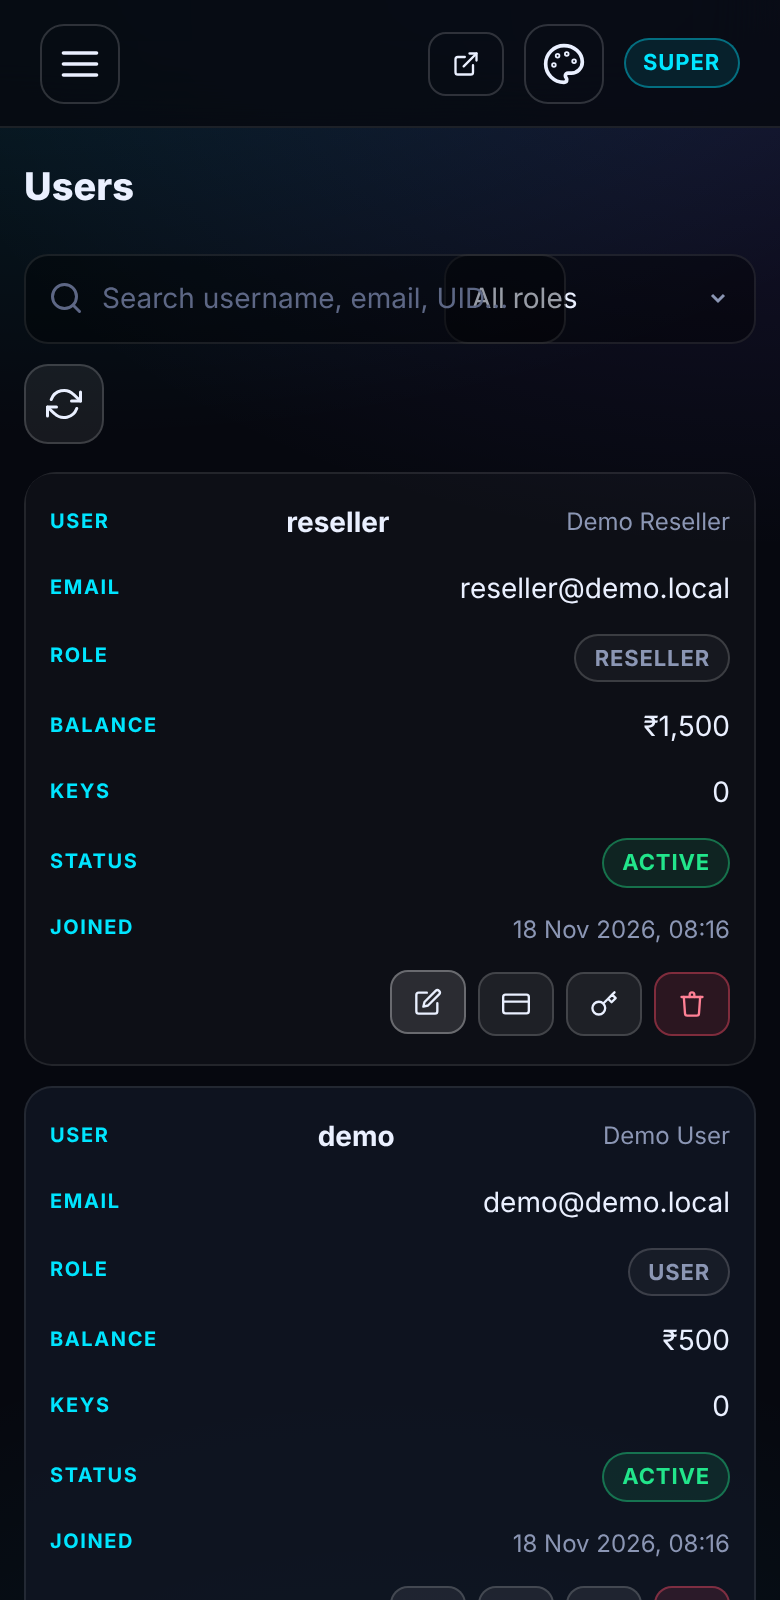 SUPER
Users
Search username, email, UID... All roles
USER reseller Demo Reseller
EMAIL reseller@demo.local
ROLE RESELLER
BALANCE ₹1,500
KEYS 0
STATUS ACTIVE
JOINED 18 Nov 2026, 08:16
USER demo Demo User
EMAIL demo@demo.local
ROLE USER
BALANCE ₹500
KEYS 0
STATUS ACTIVE
JOINED 18 Nov 2026, 08:16